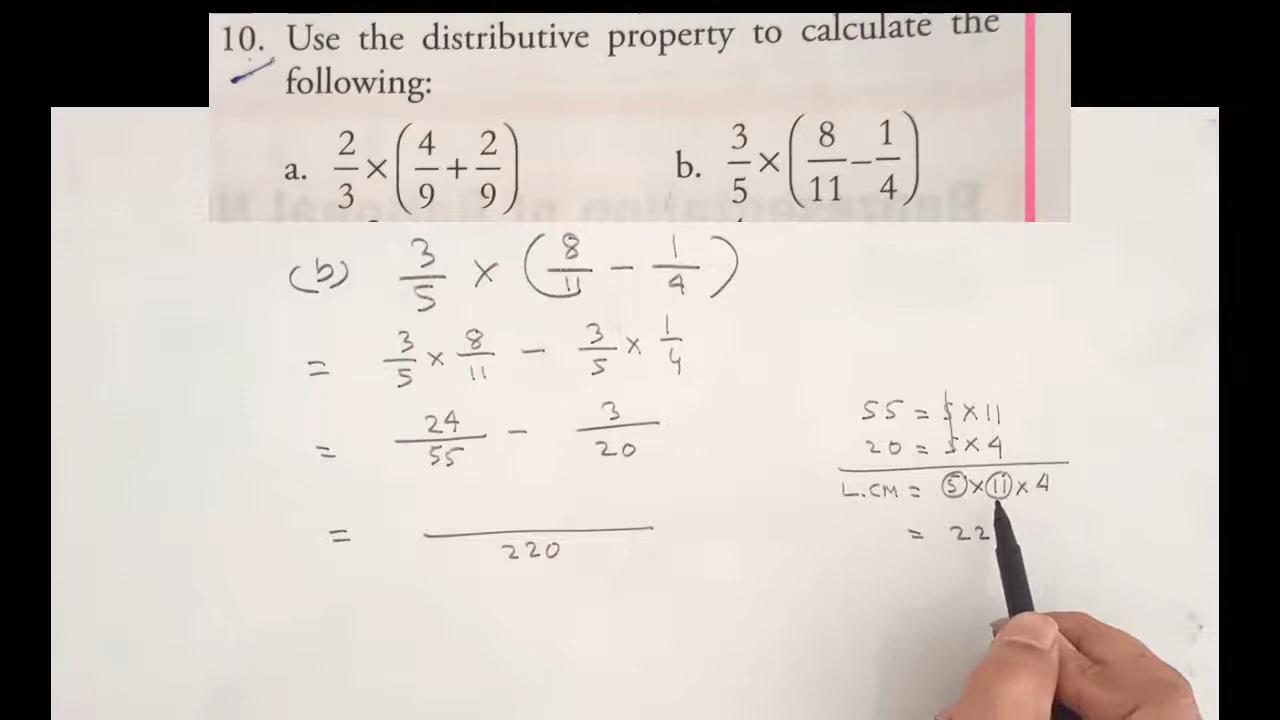 10. Use the distributive property to calculate the
following:
a. 2/3 × (4/9 + 2/9) b. 3/5 × (8/11 − 1/4)
(b) 3/5 × (8/11 − 1/4)
= 3/5 × 8/11 − 3/5 × 1/4
= 24/55 − 3/20
= /220
55 = 5 × 11
20 = 5 × 4
L.CM = 5 × 11 × 4
= 22